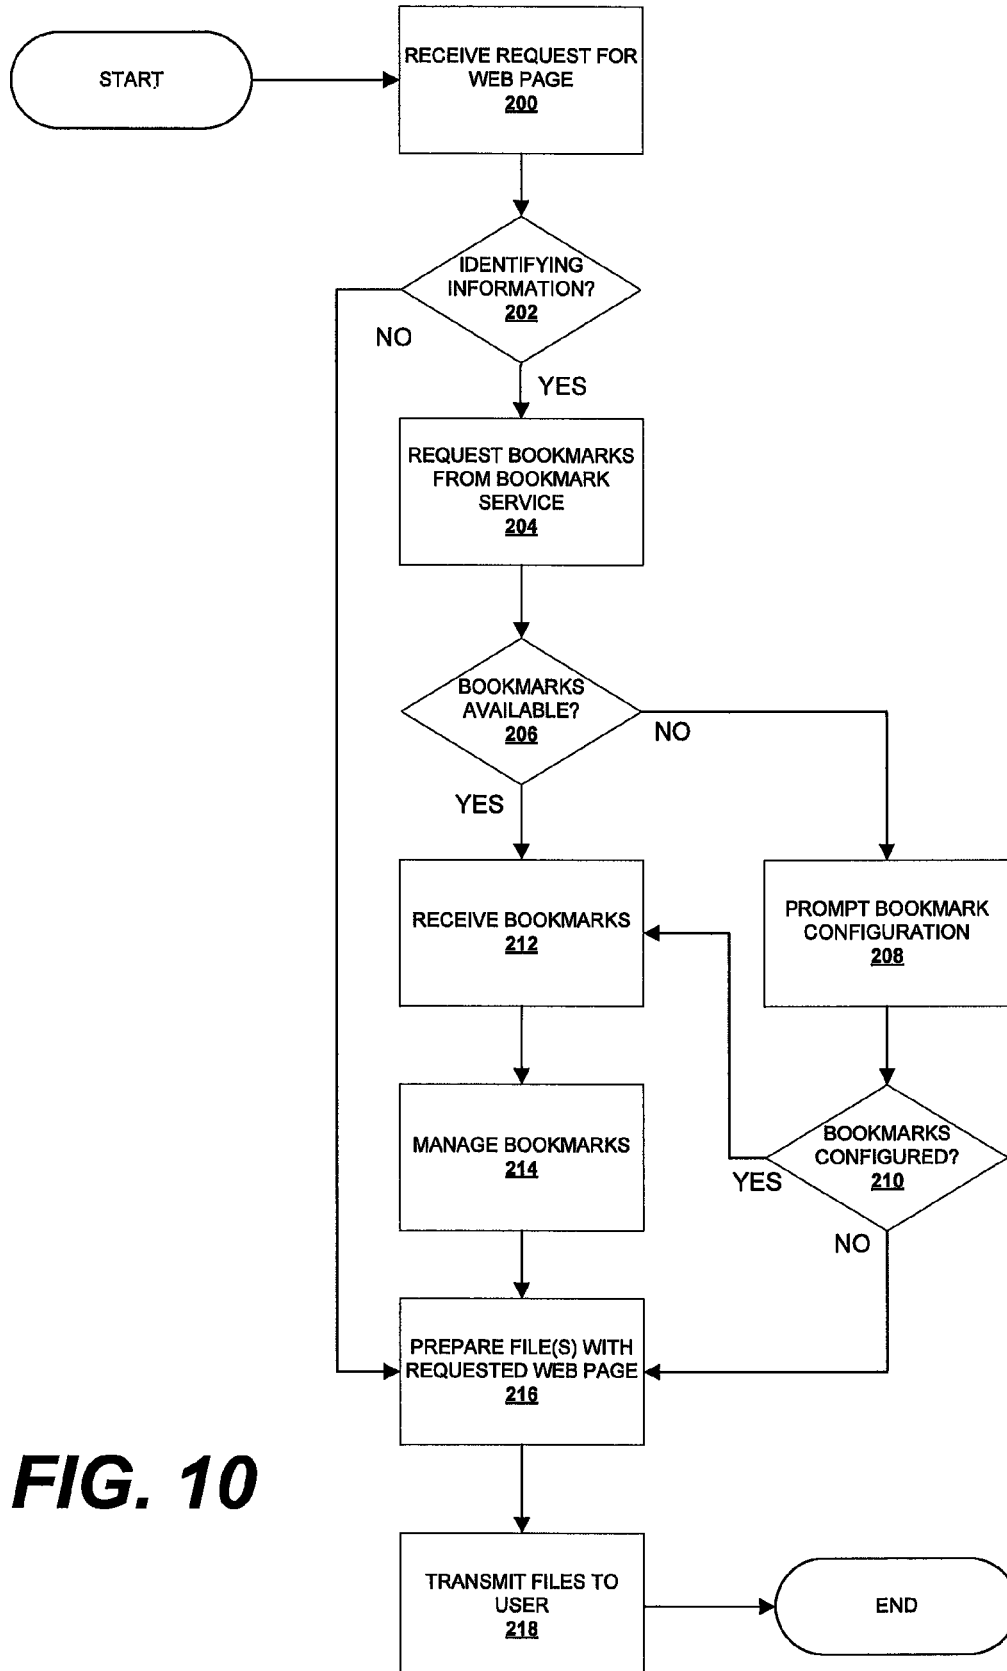 START
RECEIVE REQUEST FOR
WEB PAGE
200
IDENTIFYING
INFORMATION?
202
NO
YES
REQUEST BOOKMARKS
FROM BOOKMARK
SERVICE
204
BOOKMARKS
AVAILABLE?
206
NO
YES
RECEIVE BOOKMARKS
212
PROMPT BOOKMARK
CONFIGURATION
208
MANAGE BOOKMARKS
214
BOOKMARKS
CONFIGURED?
210
YES
NO
PREPARE FILE(S) WITH
REQUESTED WEB PAGE
216
FIG. 10
TRANSMIT FILES TO
USER
218
END